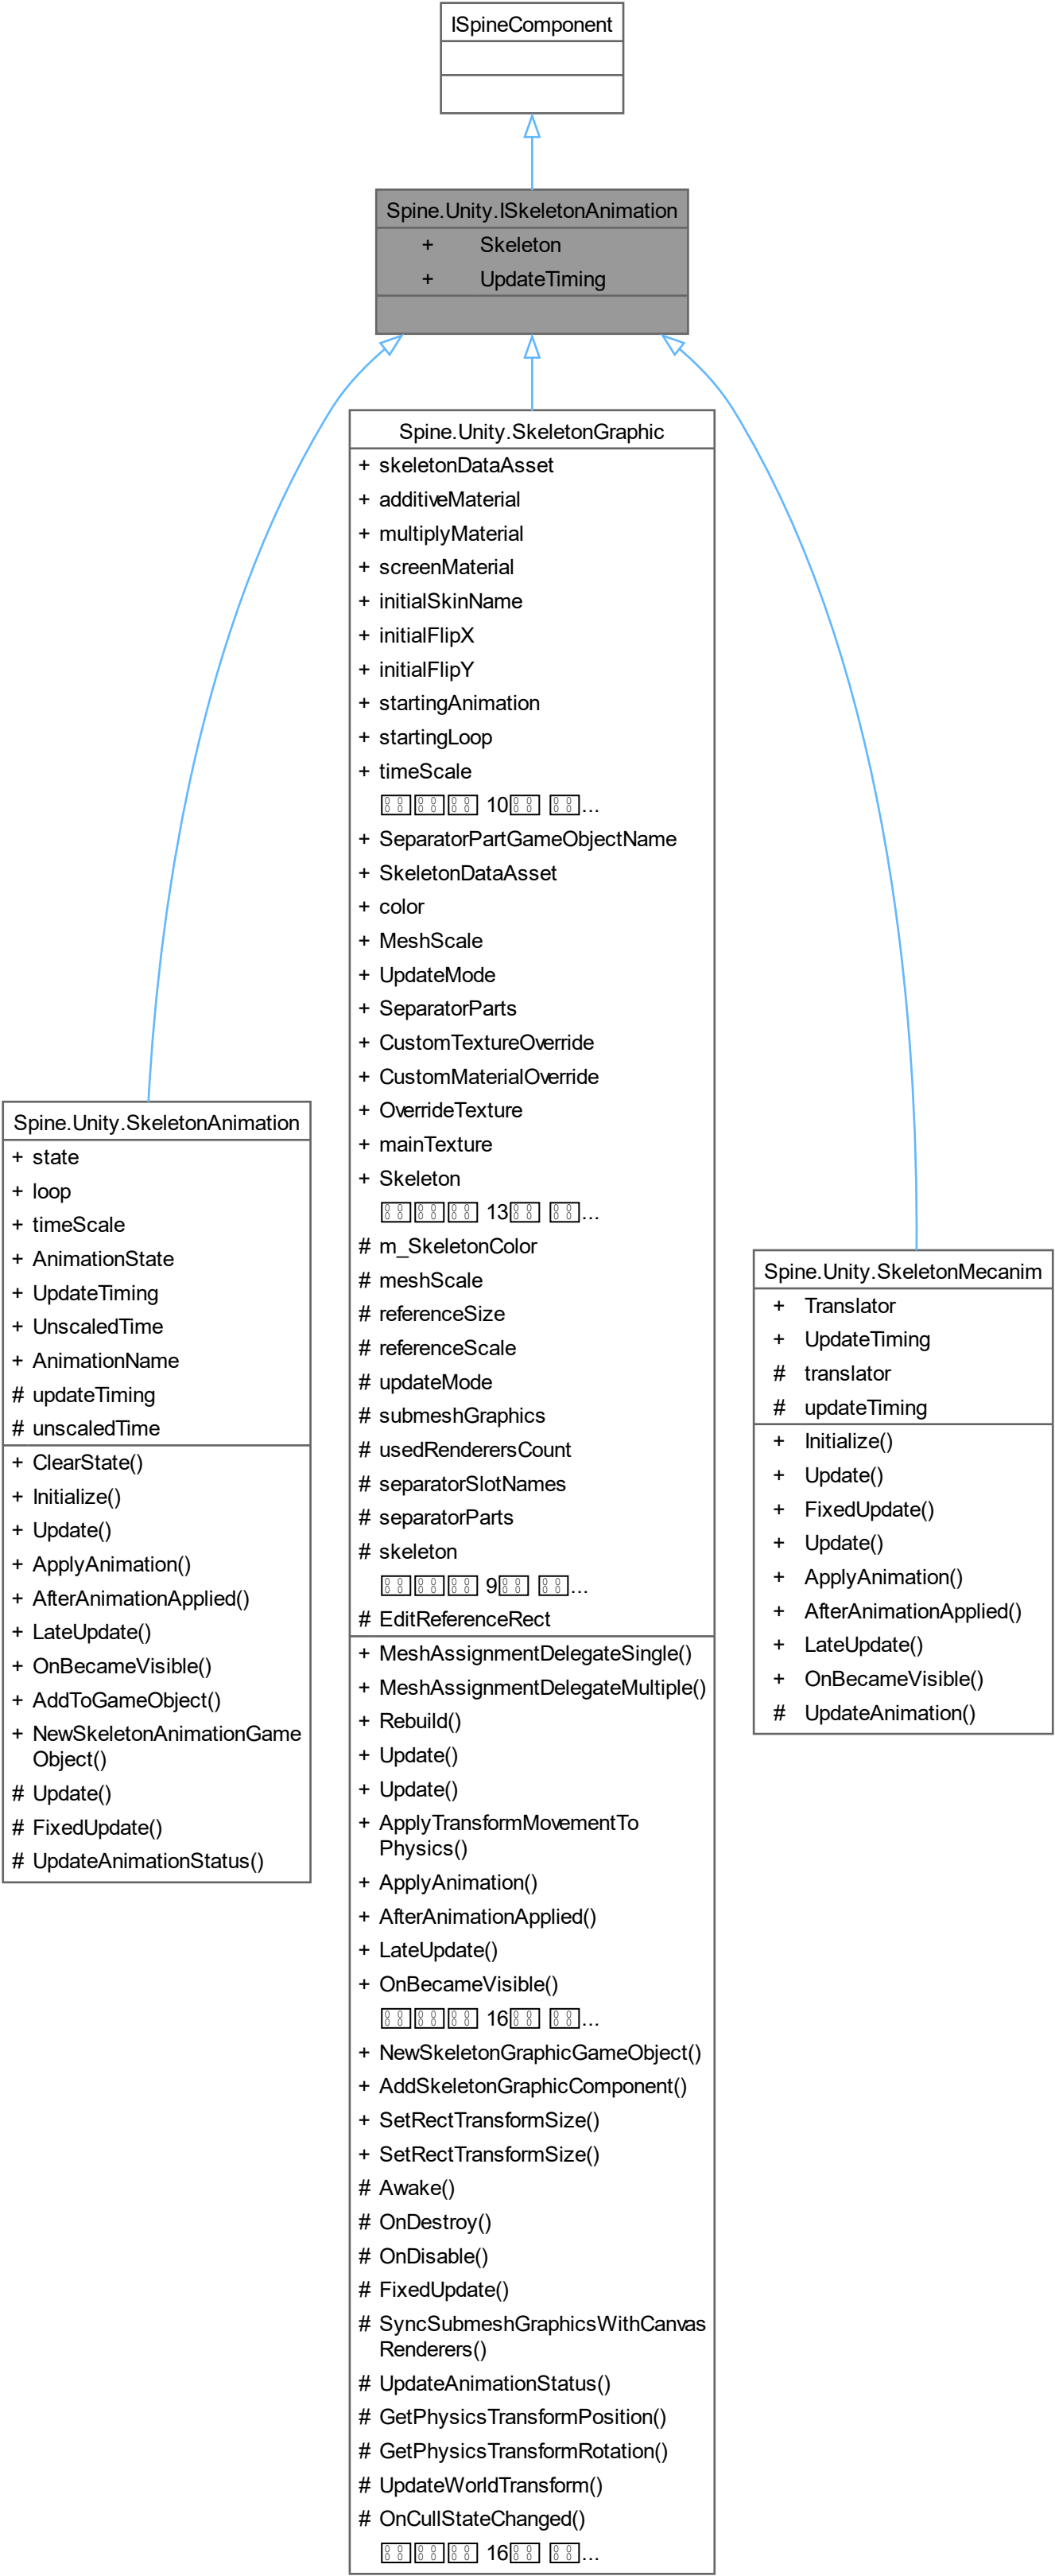 ISpineComponent
Spine.Unity.ISkeletonAnimation
+ Skeleton
+ UpdateTiming
Spine.Unity.SkeletonGraphic
+ skeletonDataAsset
+ additiveMaterial
+ multiplyMaterial
+ screenMaterial
+ initialSkinName
+ initialFlipX
+ initialFlipY
+ startingAnimation
+ startingLoop
+ timeScale
10 ...
+ SeparatorPartGameObjectName
+ SkeletonDataAsset
+ color
+ MeshScale
+ UpdateMode
+ SeparatorParts
+ CustomTextureOverride
+ CustomMaterialOverride
+ OverrideTexture
+ mainTexture
+ Skeleton
13 ...
# m_SkeletonColor
# meshScale
# referenceSize
# referenceScale
# updateMode
# submeshGraphics
# usedRenderersCount
# separatorSlotNames
# separatorParts
# skeleton
9 ...
# EditReferenceRect
+ MeshAssignmentDelegateSingle()
+ MeshAssignmentDelegateMultiple()
+ Rebuild()
+ Update()
+ Update()
+ ApplyTransformMovementTo
Physics()
+ ApplyAnimation()
+ AfterAnimationApplied()
+ LateUpdate()
+ OnBecameVisible()
16 ...
+ NewSkeletonGraphicGameObject()
+ AddSkeletonGraphicComponent()
+ SetRectTransformSize()
+ SetRectTransformSize()
# Awake()
# OnDestroy()
# OnDisable()
# FixedUpdate()
# SyncSubmeshGraphicsWithCanvas
Renderers()
# UpdateAnimationStatus()
# GetPhysicsTransformPosition()
# GetPhysicsTransformRotation()
# UpdateWorldTransform()
# OnCullStateChanged()
16 ...
Spine.Unity.SkeletonAnimation
+ state
+ loop
+ timeScale
+ AnimationState
+ UpdateTiming
+ UnscaledTime
+ AnimationName
# updateTiming
# unscaledTime
+ ClearState()
+ Initialize()
+ Update()
+ ApplyAnimation()
+ AfterAnimationApplied()
+ LateUpdate()
+ OnBecameVisible()
+ AddToGameObject()
+ NewSkeletonAnimationGame
Object()
# Update()
# FixedUpdate()
# UpdateAnimationStatus()
Spine.Unity.SkeletonMecanim
+ Translator
+ UpdateTiming
# translator
# updateTiming
+ Initialize()
+ Update()
+ FixedUpdate()
+ Update()
+ ApplyAnimation()
+ AfterAnimationApplied()
+ LateUpdate()
+ OnBecameVisible()
# UpdateAnimation()